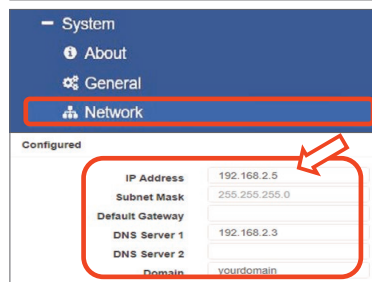 System
About
General
Network
Configured
IP Address 192.168.2.5
Subnet Mask 255.255.255.0
Default Gateway
DNS Server 1 192.168.2.3
DNS Server 2
Domain yourdomain